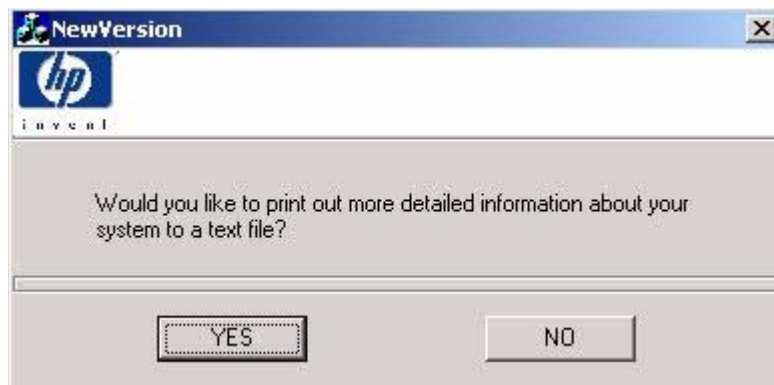 NewVersion
hp
invent
Would you like to print out more detailed information about your
system to a text file?
YES
NO